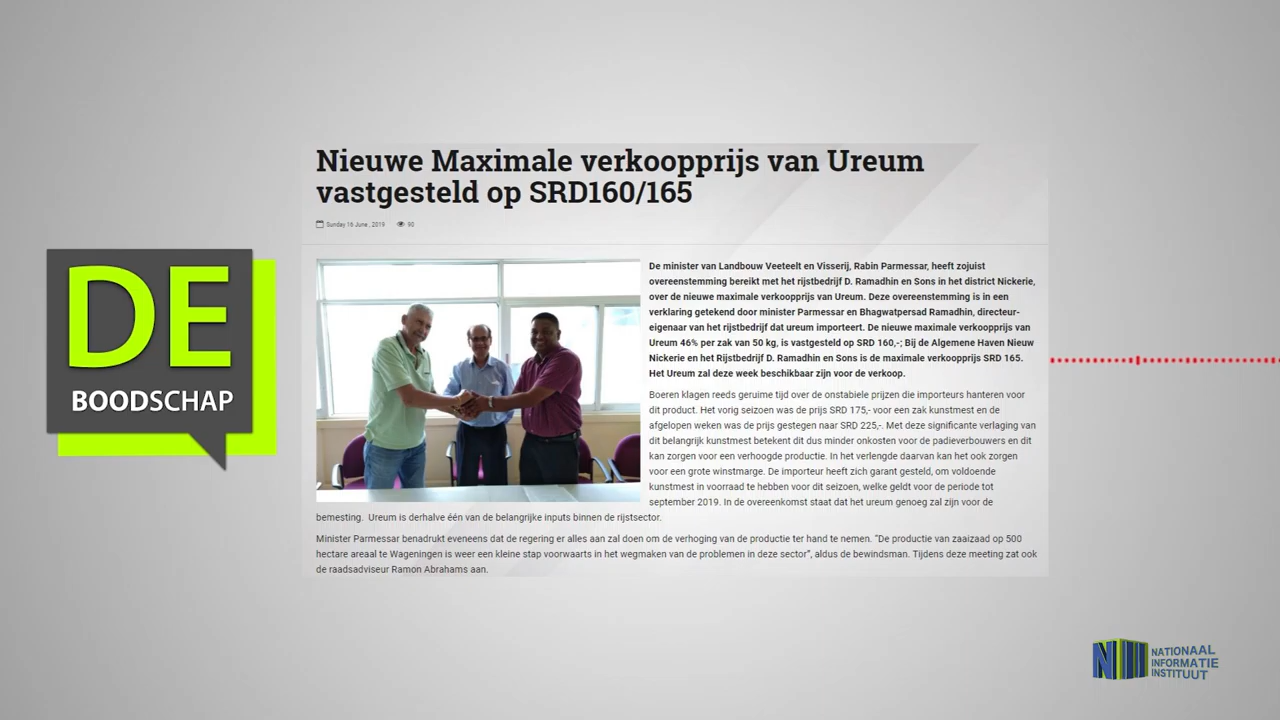 Nieuwe Maximale verkoopprijs van Ureum
vastgesteld op SRD160/165
Sunday 16 June , 2019 90
De minister van Landbouw Veeteelt en Visserij, Rabin Parmessar, heeft zojuist
overeenstemming bereikt met het rijstbedrijf D. Ramadhin en Sons in het district Nickerie,
over de nieuwe maximale verkoopprijs van Ureum. Deze overeenstemming is in een
verklaring getekend door minister Parmessar en Bhagwatpersad Ramadhin, directeur-
eigenaar van het rijstbedrijf dat ureum importeert. De nieuwe maximale verkoopprijs van
Ureum 46% per zak van 50 kg, is vastgesteld op SRD 160,-; Bij de Algemene Haven Nieuw
Nickerie en het Rijstbedrijf D. Ramadhin en Sons is de maximale verkoopprijs SRD 165.
Het Ureum zal deze week beschikbaar zijn voor de verkoop.
Boeren klagen reeds geruime tijd over de onstabiele prijzen die importeurs hanteren voor
dit product. Het vorig seizoen was de prijs SRD 175,- voor een zak kunstmest en de
afgelopen weken was de prijs gestegen naar SRD 225,-. Met deze significante verlaging van
dit belangrijk kunstmest betekent dit dus minder onkosten voor de padieverbouwers en dit
kan zorgen voor een verhoogde productie. In het verlengde daarvan kan het ook zorgen
voor een grote winstmarge. De importeur heeft zich garant gesteld, om voldoende
kunstmest in voorraad te hebben voor dit seizoen, welke geldt voor de periode tot
september 2019. In de overeenkomst staat dat het ureum genoeg zal zijn voor de
bemesting. Ureum is derhalve één van de belangrijke inputs binnen de rijstsector.
Minister Parmessar benadrukt eveneens dat de regering er alles aan zal doen om de verhoging van de productie ter hand te nemen. “De productie van zaaizaad op 500
hectare areaal te Wageningen is weer een kleine stap voorwaarts in het wegmaken van de problemen in deze sector”, aldus de bewindsman. Tijdens deze meeting zat ook
de raadsadviseur Ramon Abrahams aan.
DE
BOODSCHAP
NII
NATIONAAL
INFORMATIE
INSTITUUT